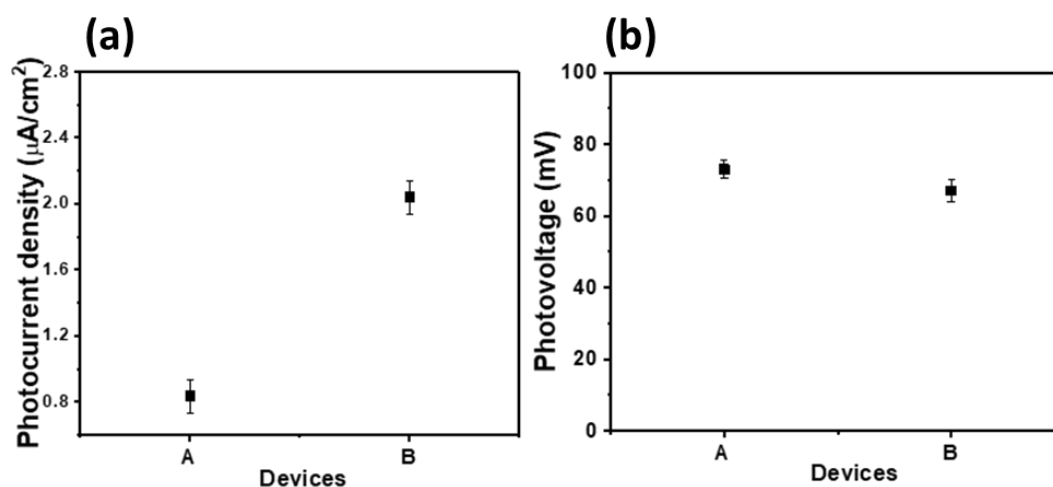 (a)
Photocurrent density (μA/cm²)
2.8
2.4
2.0
1.6
1.2
0.8
A
B
Devices
(b)
Photovoltage (mV)
100
80
60
40
20
0
A
B
Devices